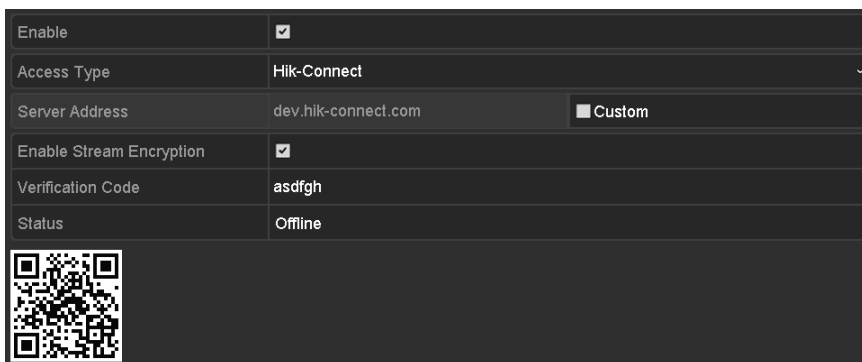 Enable
Access Type Hik-Connect
Server Address dev.hik-connect.com Custom
Enable Stream Encryption
Verification Code asdfgh
Status Offline